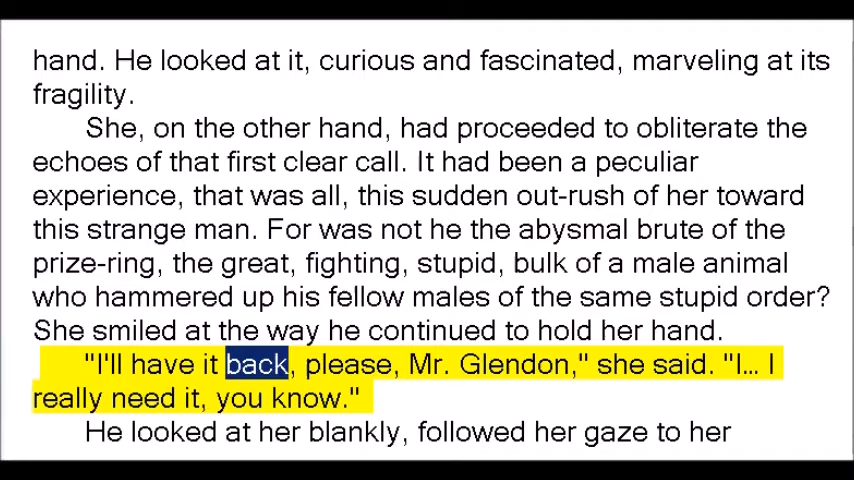 hand. He looked at it, curious and fascinated, marveling at its
fragility.
She, on the other hand, had proceeded to obliterate the
echoes of that first clear call. It had been a peculiar
experience, that was all, this sudden out-rush of her toward
this strange man. For was not he the abysmal brute of the
prize-ring, the great, fighting, stupid, bulk of a male animal
who hammered up his fellow males of the same stupid order?
She smiled at the way he continued to hold her hand.
"I'll have it back, please, Mr. Glendon," she said. "I... I
really need it, you know."
He looked at her blankly, followed her gaze to her